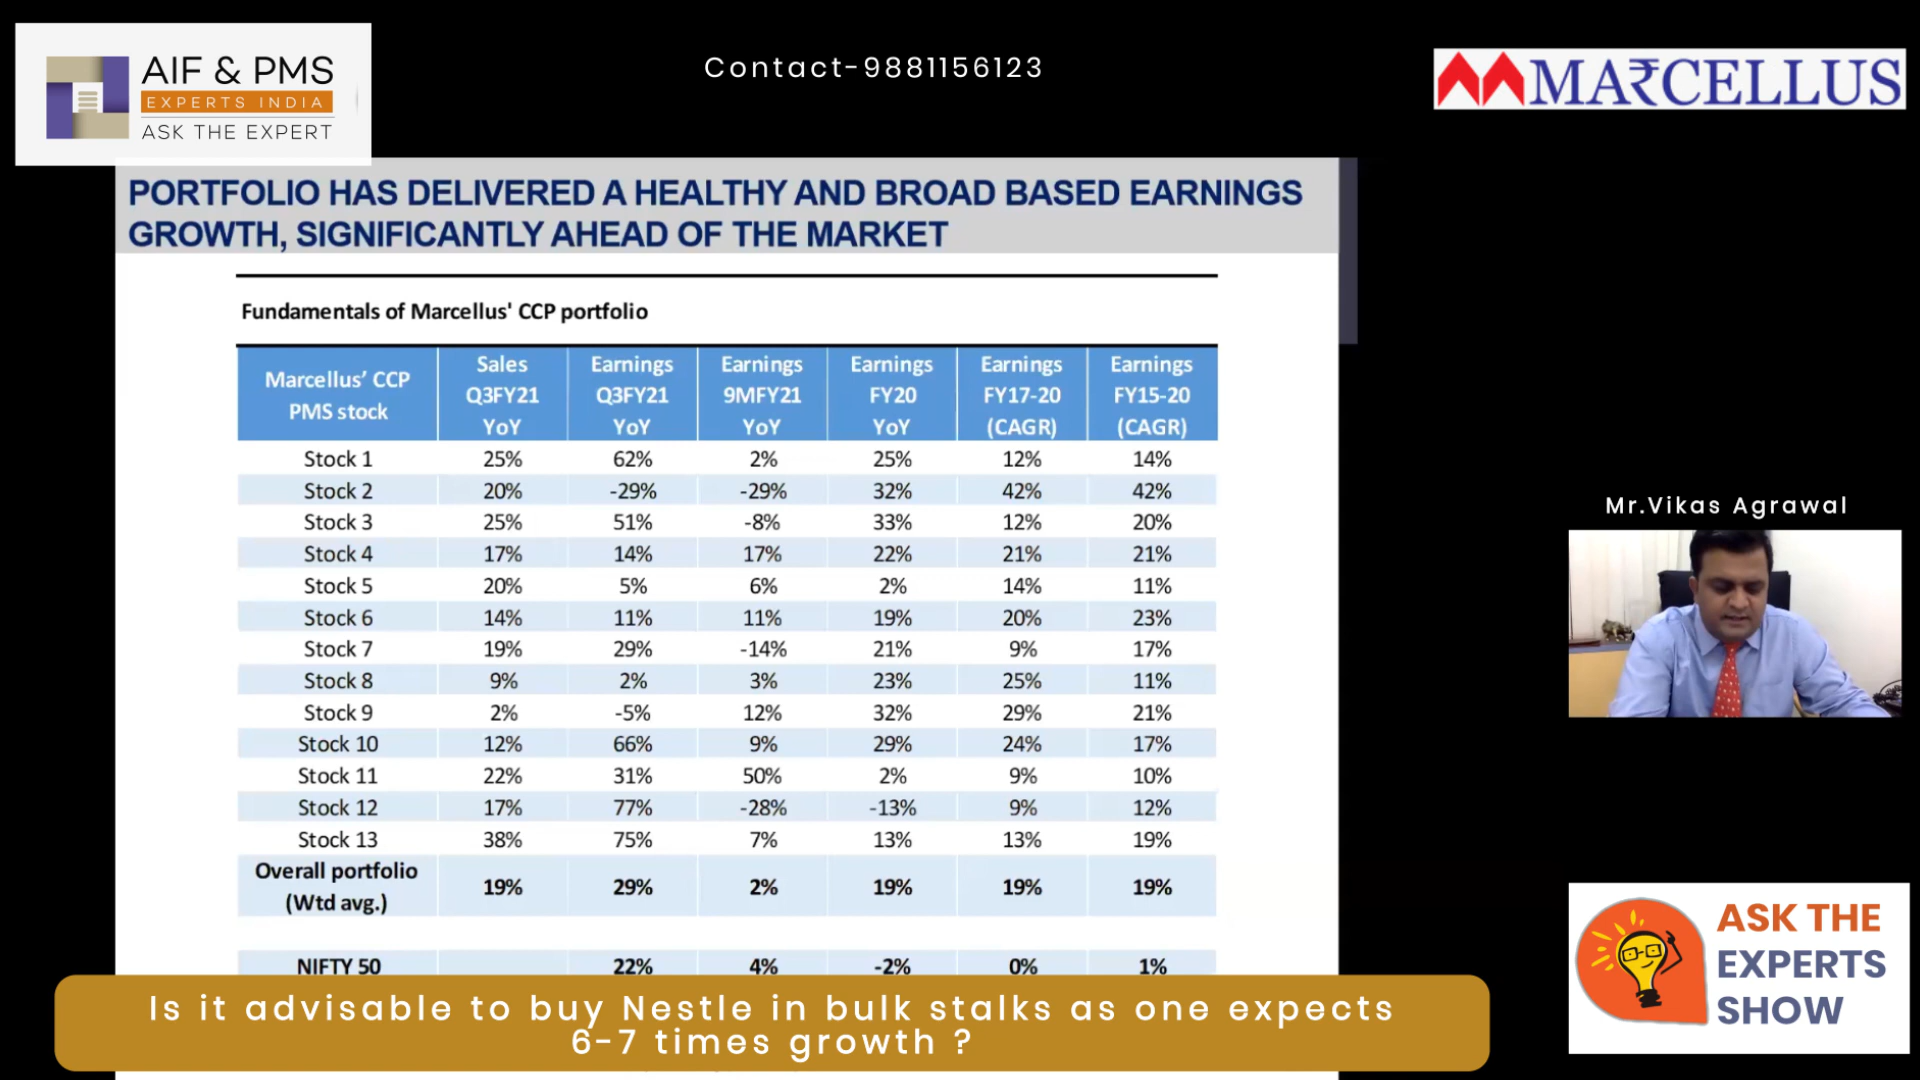 AIF & PMS
EXPERTS INDIA
ASK THE EXPERT
Contact-9881156123
MA₹CELLUS
PORTFOLIO HAS DELIVERED A HEALTHY AND BROAD BASED EARNINGS
GROWTH, SIGNIFICANTLY AHEAD OF THE MARKET
Fundamentals of Marcellus' CCP portfolio
Marcellus' CCP PMS stock | Sales Q3FY21 YoY | Earnings Q3FY21 YoY | Earnings 9MFY21 YoY | Earnings FY20 YoY | Earnings FY17-20 (CAGR) | Earnings FY15-20 (CAGR)
Stock 1 25% 62% 2% 25% 12% 14%
Stock 2 20% -29% -29% 32% 42% 42%
Stock 3 25% 51% -8% 33% 12% 20%
Stock 4 17% 14% 17% 22% 21% 21%
Stock 5 20% 5% 6% 2% 14% 11%
Stock 6 14% 11% 11% 19% 20% 23%
Stock 7 19% 29% -14% 21% 9% 17%
Stock 8 9% 2% 3% 23% 25% 11%
Stock 9 2% -5% 12% 32% 29% 21%
Stock 10 12% 66% 9% 29% 24% 17%
Stock 11 22% 31% 50% 2% 9% 10%
Stock 12 17% 77% -28% -13% 9% 12%
Stock 13 38% 75% 7% 13% 13% 19%
Overall portfolio (Wtd avg.) 19% 29% 2% 19% 19% 19%
NIFTY 50 22% 4% -2% 0% 1%
Mr.Vikas Agrawal
Is it advisable to buy Nestle in bulk stalks as one expects
6-7 times growth ?
ASK THE
EXPERTS
SHOW